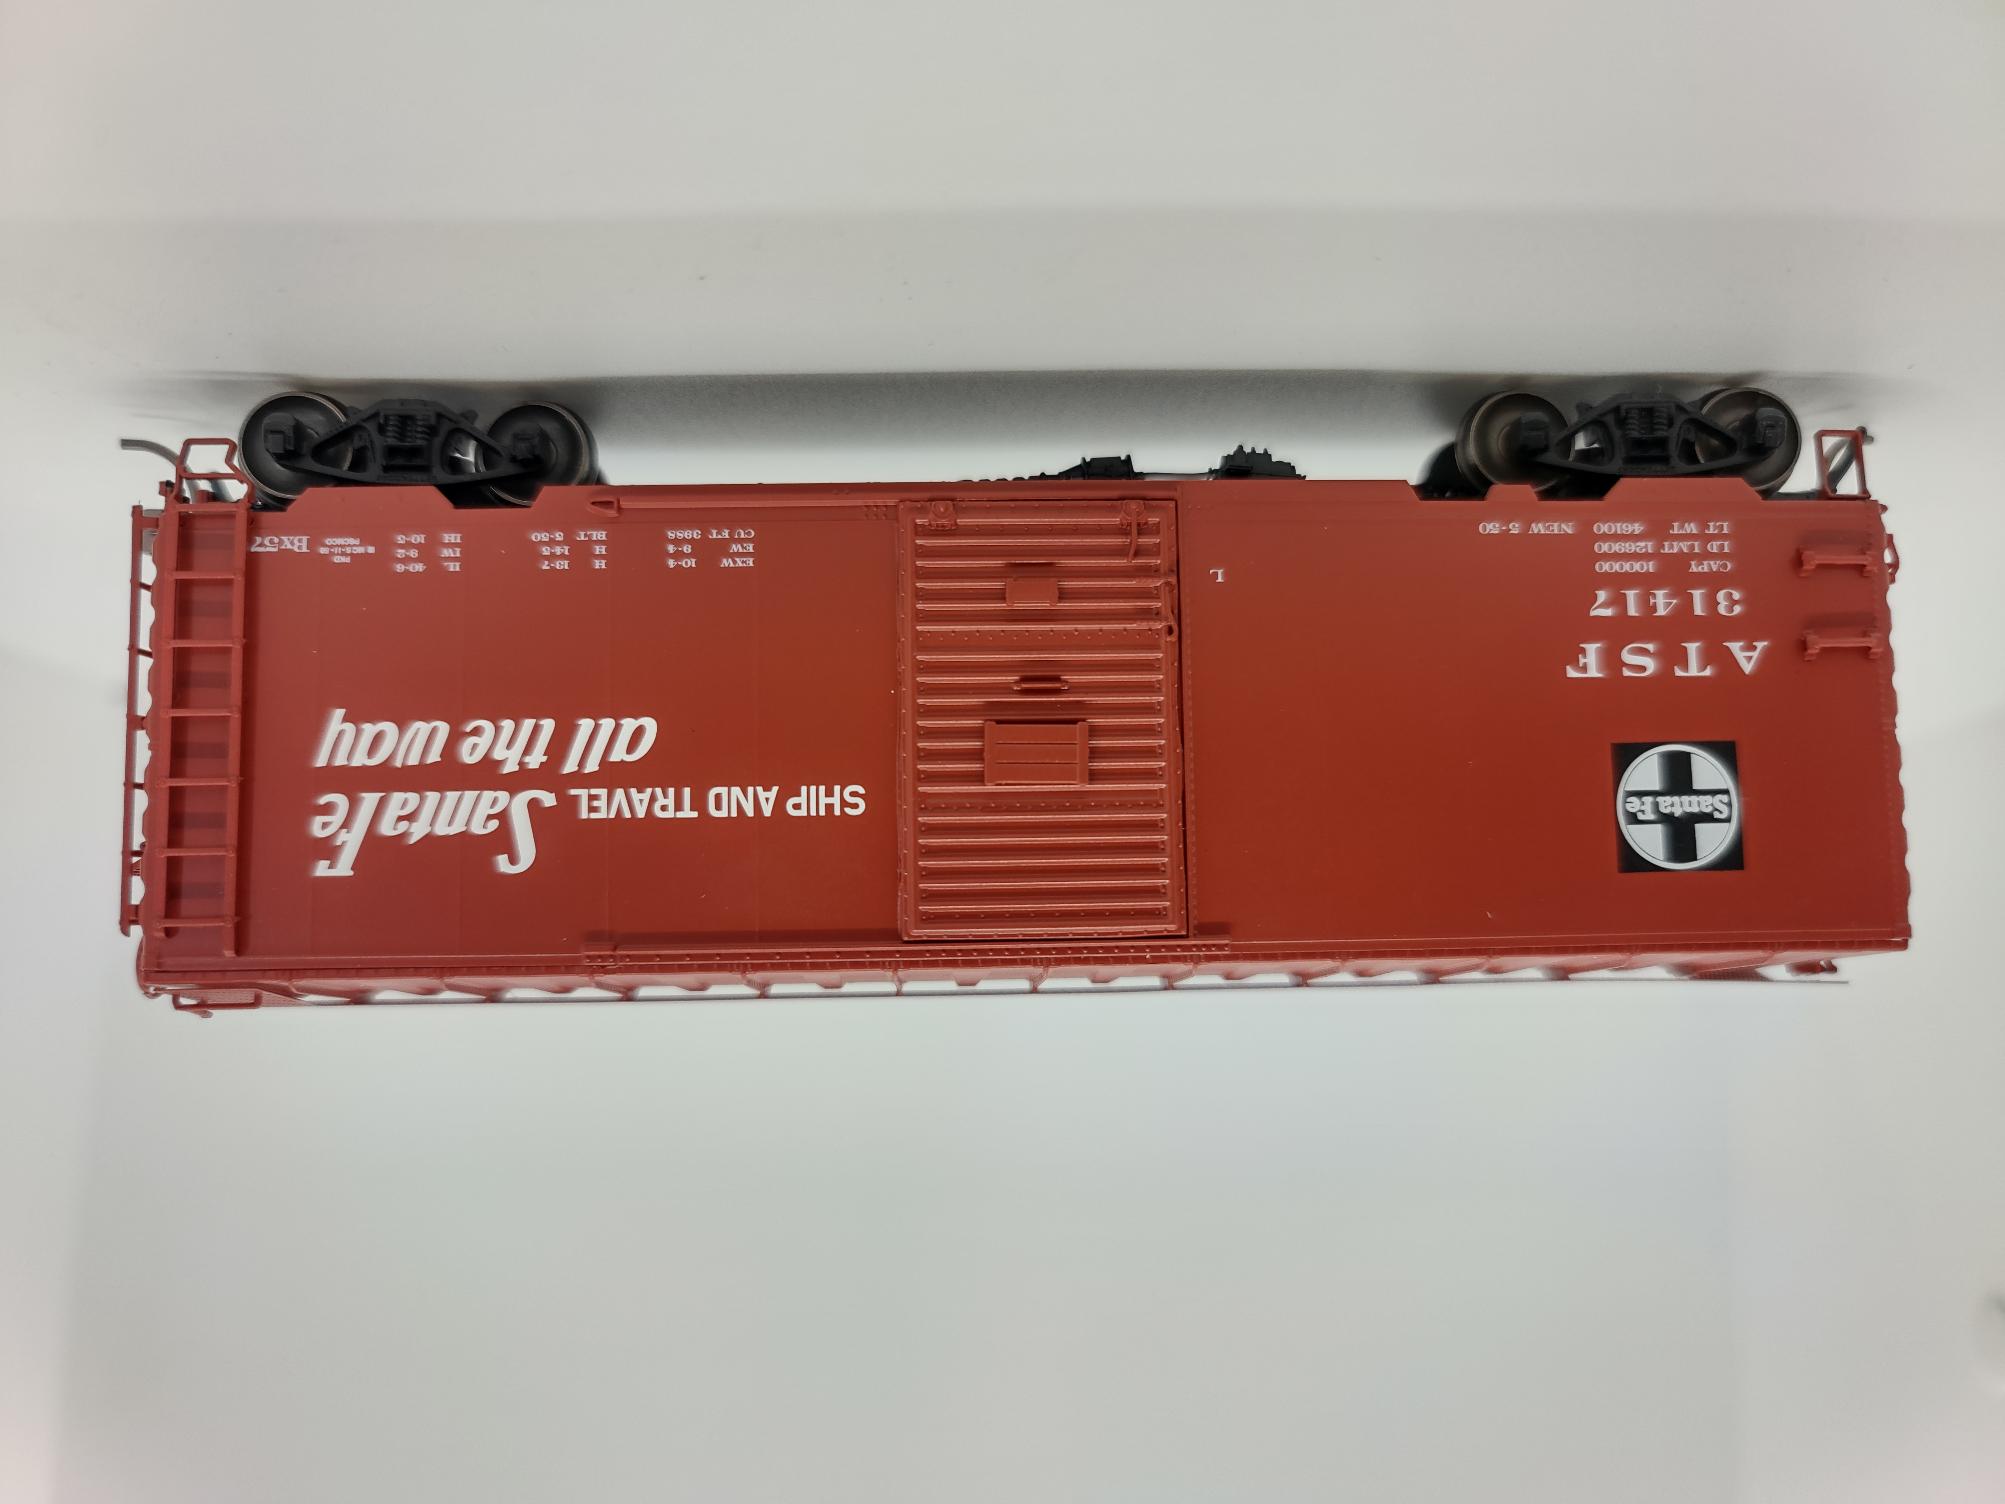 Santa Fe
ATSF
31417
CAPY 100000
LD LMT 126900
LT WT 46100 NEW 5-50
L
SHIP AND TRAVEL Santa Fe
all the way
EXW 10-4 H 13-7 IL 40-6
EW 9-4 H 14-5 IW 9-2
CU FT 3988 BLT 5-50 IH 10-5
PKD
Bx57